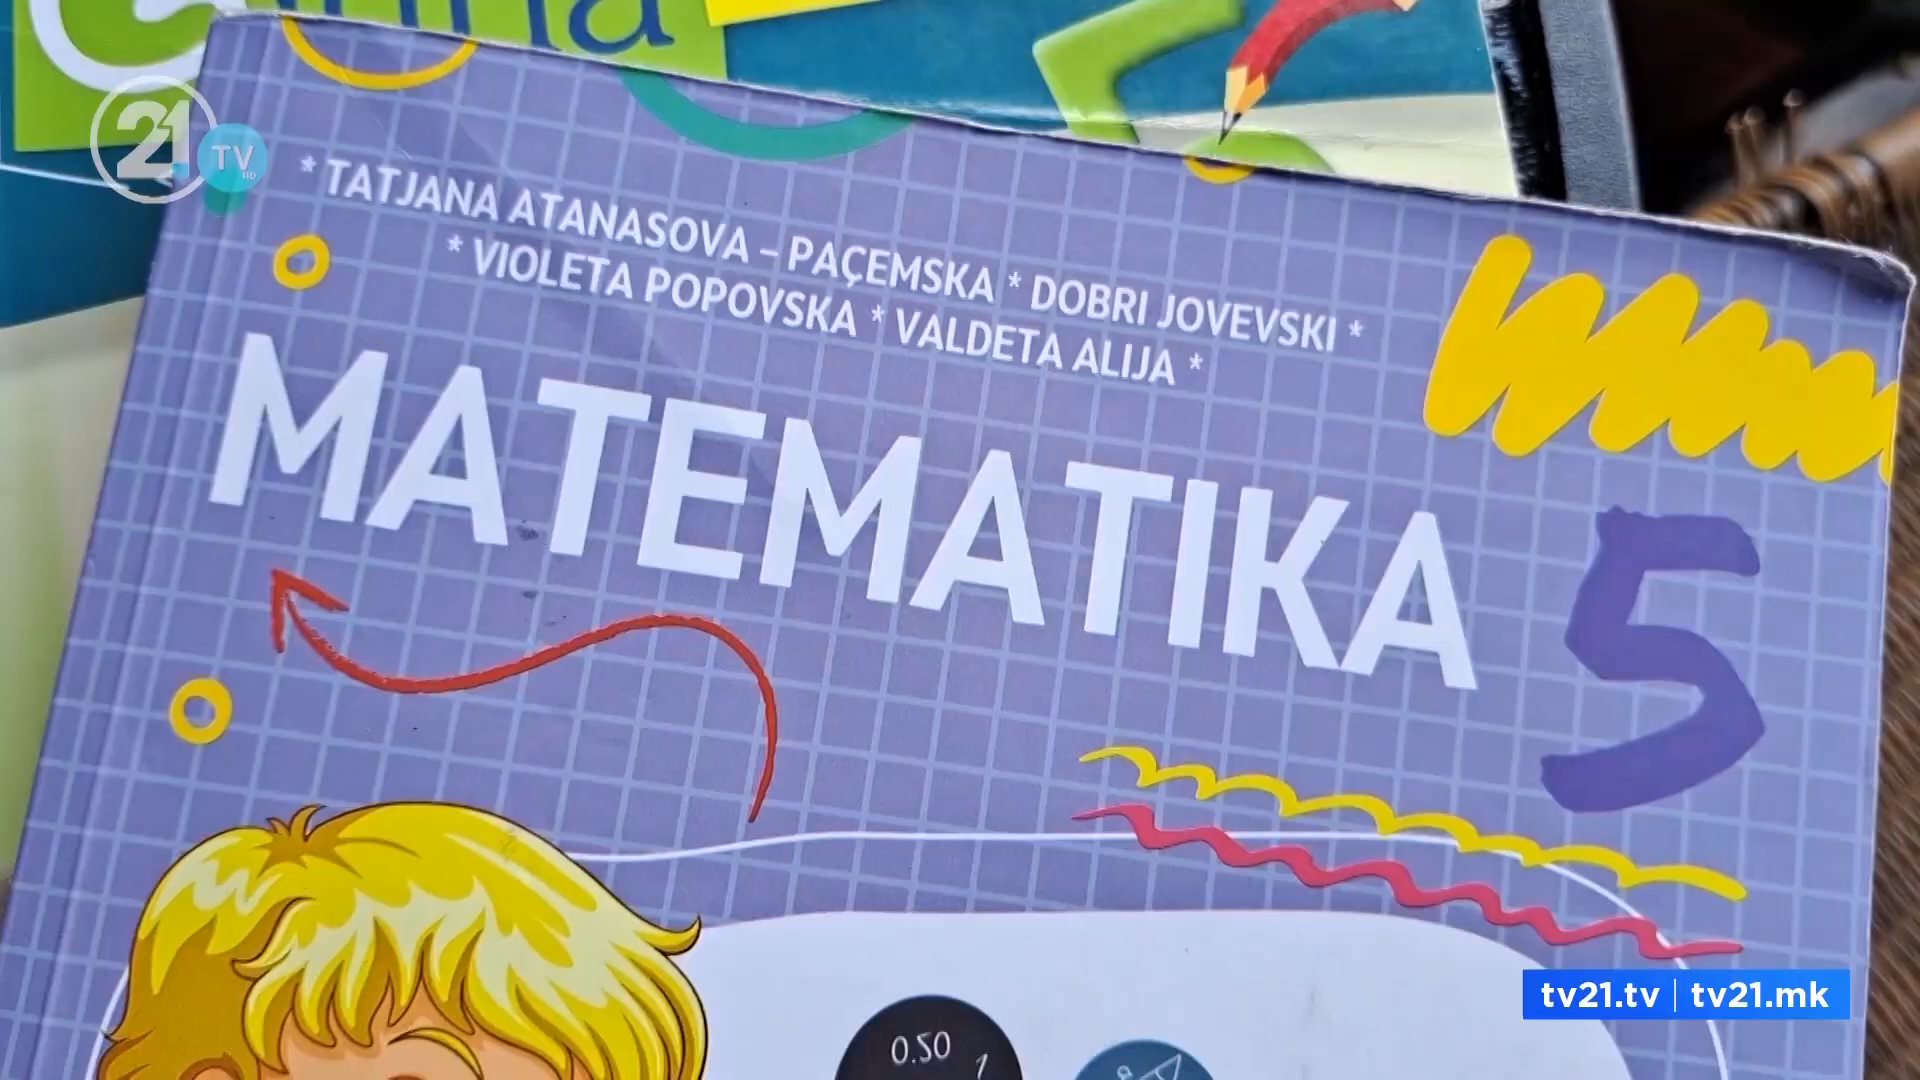 21
TV
HD
* TATJANA ATANASOVA – PAÇEMSKA * DOBRI JOVEVSKI *
* VIOLETA POPOVSKA * VALDETA ALIJA *
MATEMATIKA 5
0.50
tv21.tv | tv21.mk